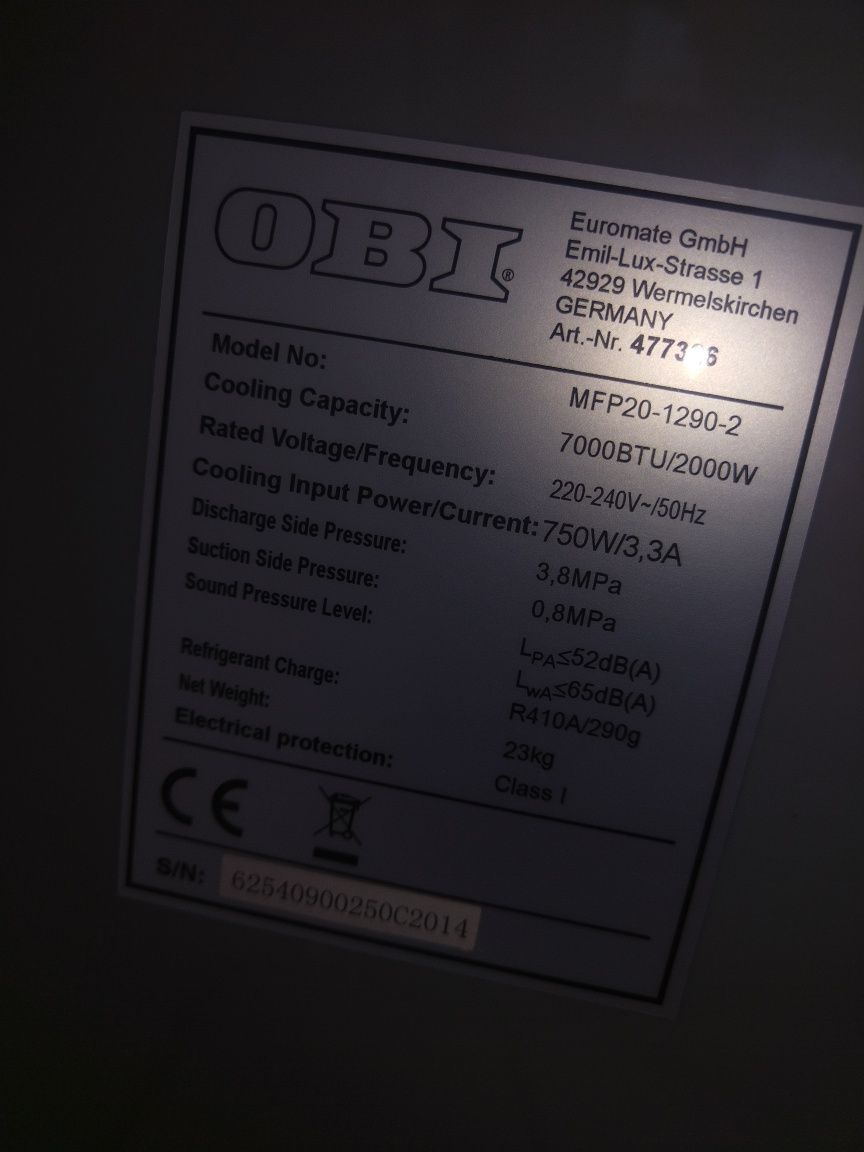 OBI®
Euromate GmbH
Emil-Lux-Strasse 1
42929 Wermelskirchen
GERMANY
Art.-Nr.
Model No: MFP20-1290-2
Cooling Capacity: 7000BTU/2000W
Rated Voltage/Frequency: 220-240V~/50Hz
Cooling Input Power/Current: 750W/3,3A
Discharge Side Pressure: 3,8MPa
Suction Side Pressure: 0,8MPa
Sound Pressure Level: LPA≤52dB(A)
LwA≤65dB(A)
Refrigerant Charge: R410A/290g
Net Weight: 23kg
Electrical protection: Class I
CE
S/N: 62540900250C2014